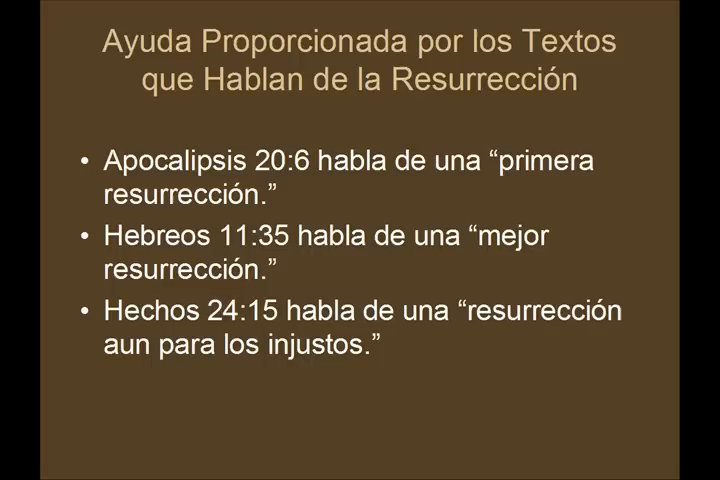 Ayuda Proporcionada por los Textos
que Hablan de la Resurrección
• Apocalipsis 20:6 habla de una “primera
resurrección.”
• Hebreos 11:35 habla de una “mejor
resurrección.”
• Hechos 24:15 habla de una “resurrección
aun para los injustos.”